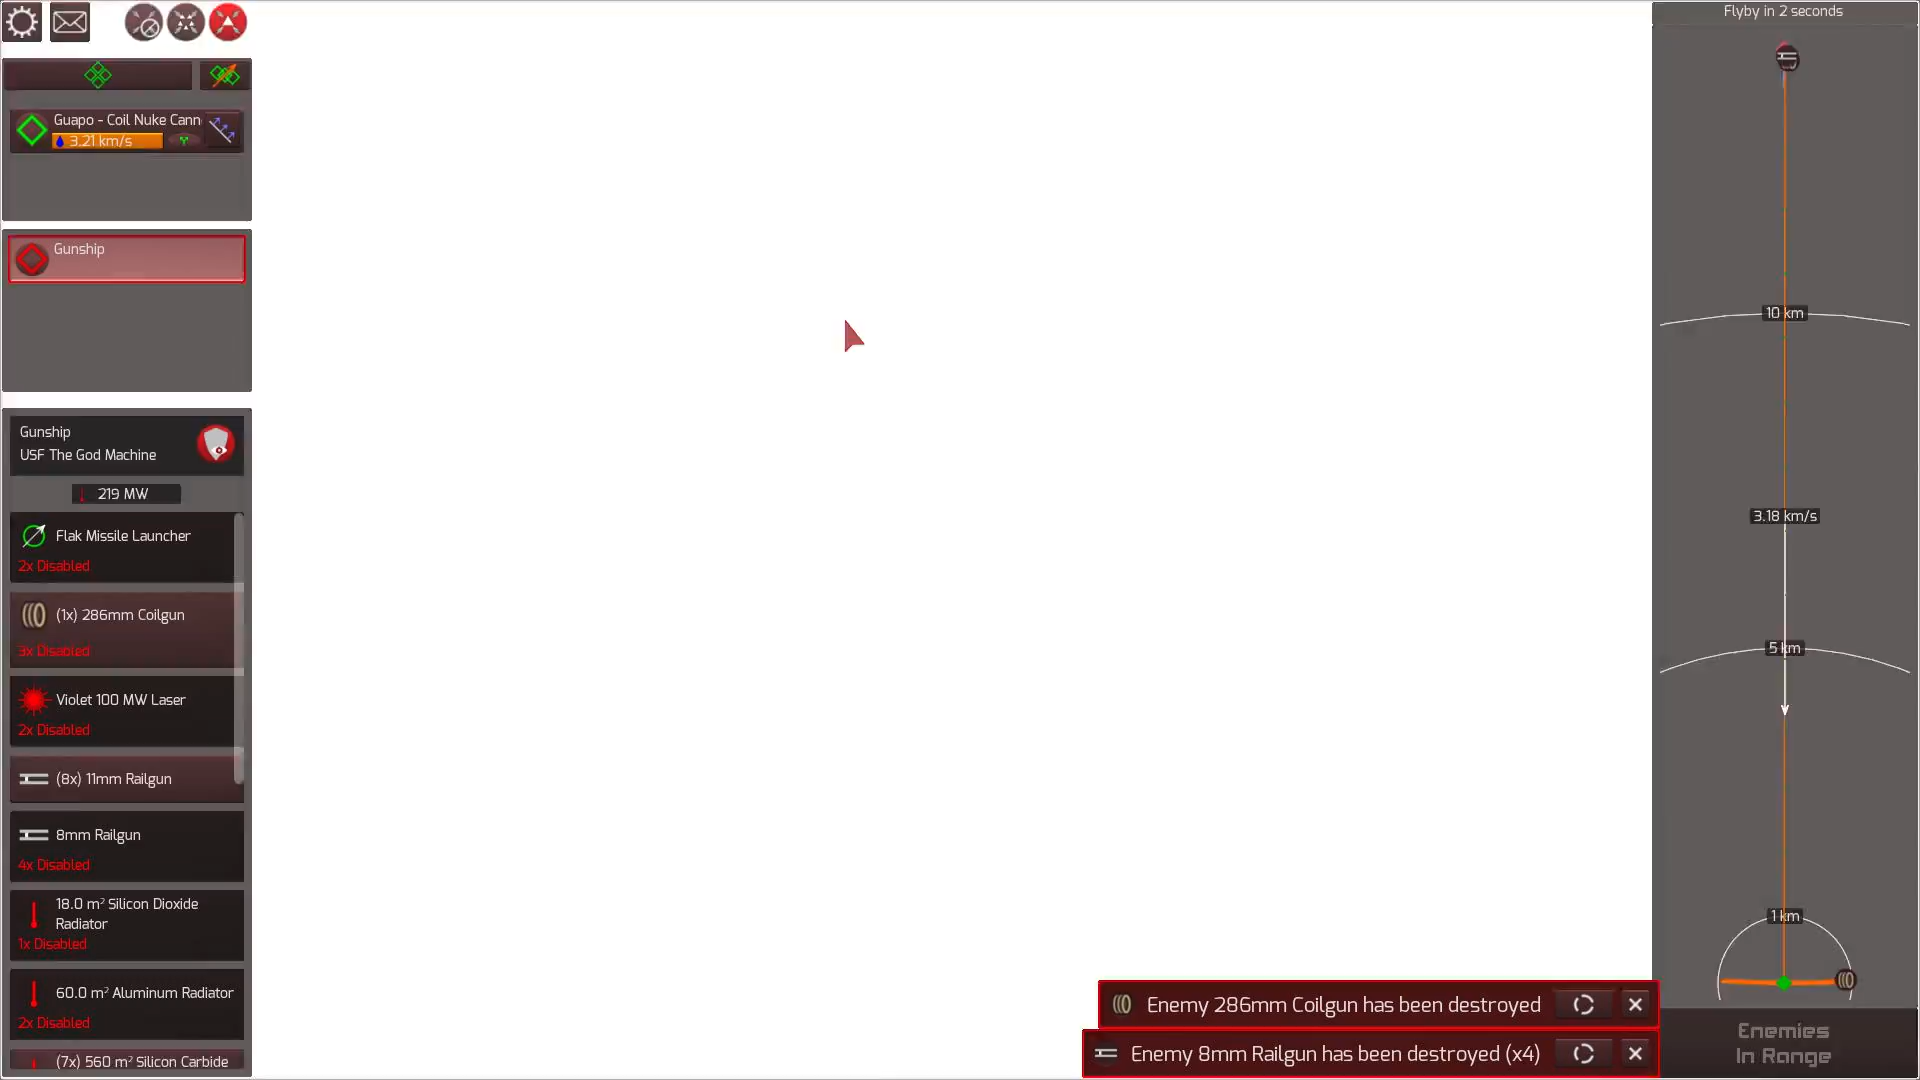 Flyby in 2 seconds
Guapo - Coil Nuke Cann
3.21 km/s
Gunship
10 km
Gunship
USF The God Machine
219 MW
3.18 km/s
Flak Missile Launcher
2x Disabled
(1x) 286mm Coilgun
3x Disabled
5 km
Violet 100 MW Laser
2x Disabled
(8x) 11mm Railgun
8mm Railgun
4x Disabled
18.0 m² Silicon Dioxide
Radiator
1x Disabled
1 km
60.0 m² Aluminum Radiator
2x Disabled
(7x) 560 m² Silicon Carbide
Enemy 286mm Coilgun has been destroyed
Enemy 8mm Railgun has been destroyed (x4)
Enemies
In Range